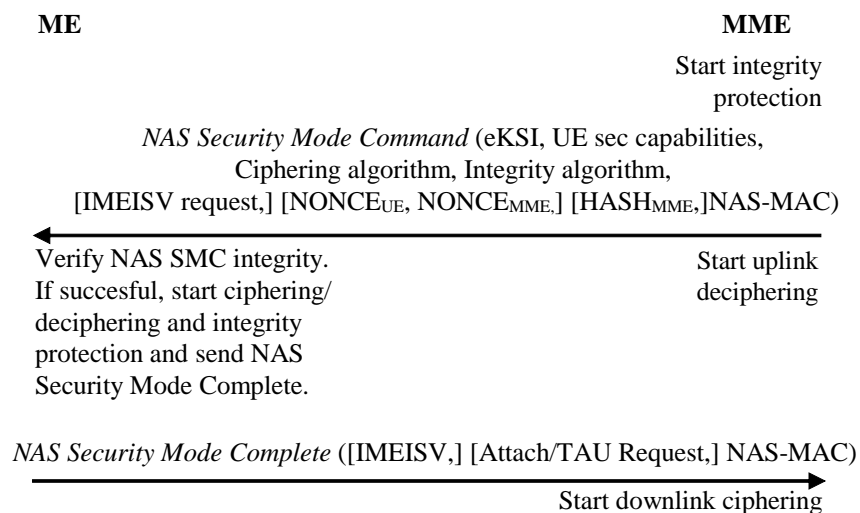 ME MME
Start integrity
protection
NAS Security Mode Command (eKSI, UE sec capabilities,
Ciphering algorithm, Integrity algorithm,
[IMEISV request,] [NONCEUE, NONCEMME,] [HASHMME,]NAS-MAC)
Verify NAS SMC integrity.
If succesful, start ciphering/
deciphering and integrity
protection and send NAS
Security Mode Complete.
Start uplink
deciphering
NAS Security Mode Complete ([IMEISV,] [Attach/TAU Request,] NAS-MAC)
Start downlink ciphering